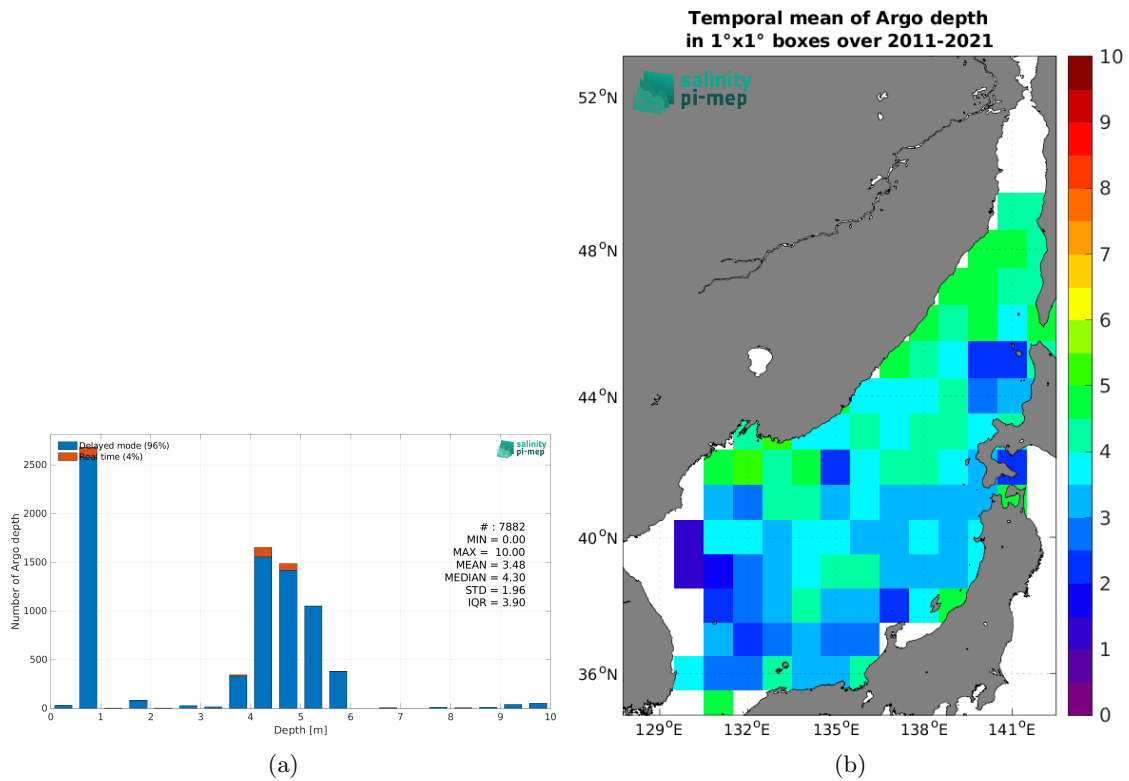 Delayed mode (96%)
Real time (4%)
salinity
pi-mep
2500
2000
1500
1000
500
0
Number of Argo depth
# : 7882
MIN = 0.00
MAX = 10.00
MEAN = 3.48
MEDIAN = 4.30
STD = 1.96
IQR = 3.90
0 1 2 3 4 5 6 7 8 9 10
Depth [m]
(a)
Temporal mean of Argo depth
in 1°x1° boxes over 2011-2021
salinity
pi-mep
52°N
48°N
44°N
40°N
36°N
129°E 132°E 135°E 138°E 141°E
10
9
8
7
6
5
4
3
2
1
0
(b)